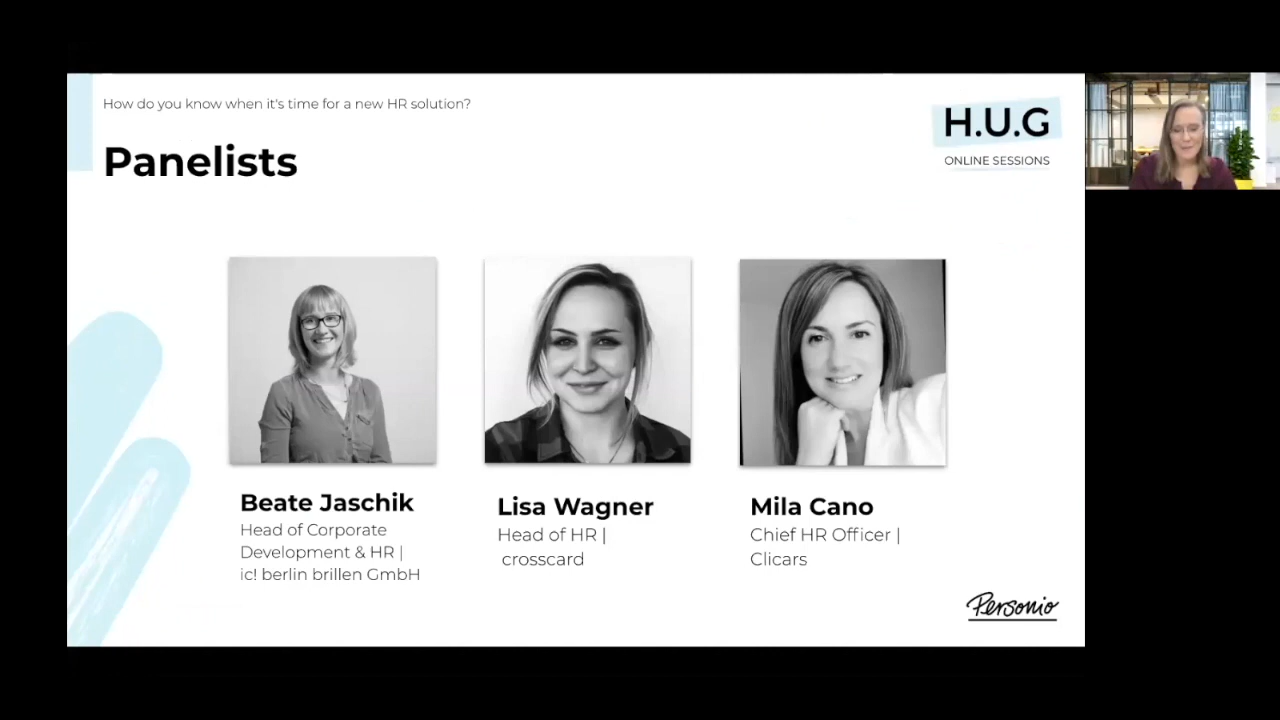 How do you know when it's time for a new HR solution?
Panelists
H.U.G
ONLINE SESSIONS
Beate Jaschik
Head of Corporate
Development & HR |
ic! berlin brillen GmbH
Lisa Wagner
Head of HR |
crosscard
Mila Cano
Chief HR Officer |
Clicars
Personio